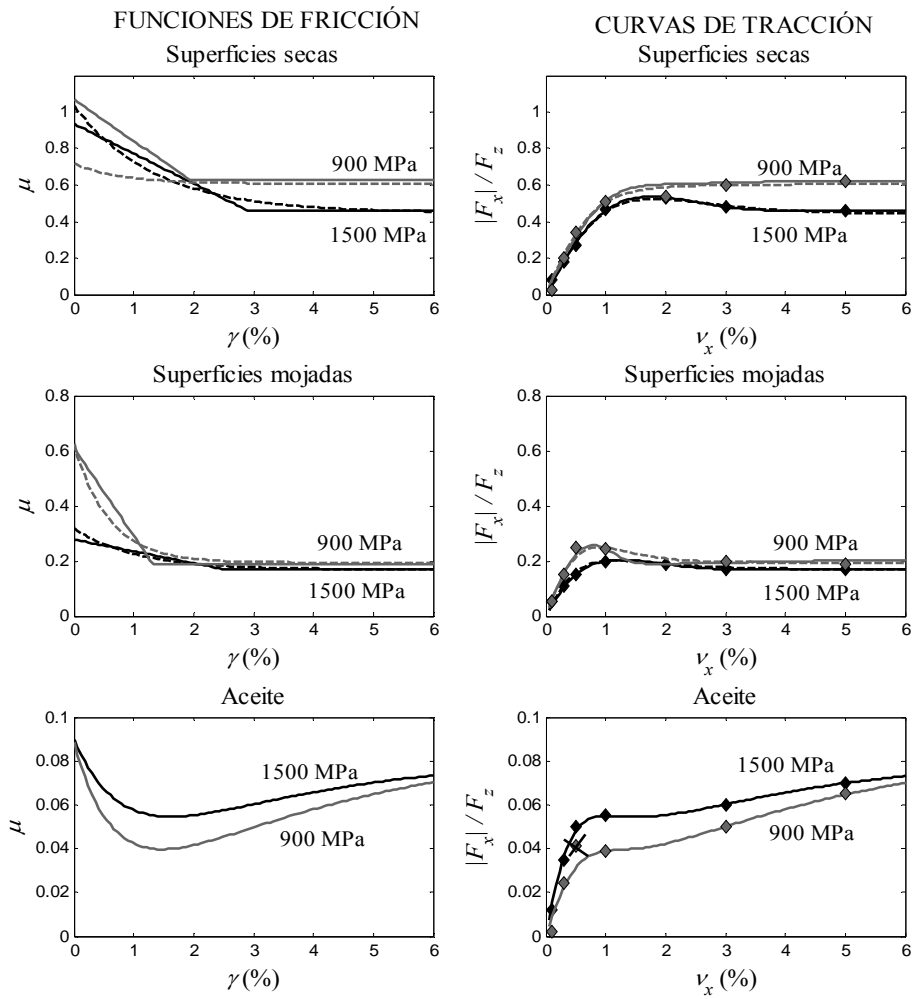 FUNCIONES DE FRICCIÓN
CURVAS DE TRACCIÓN
Superficies secas
1
0.8
0.6
0.4
0.2
0
μ
900 MPa
1500 MPa
0 1 2 3 4 5 6
γ (%)
Superficies secas
1
0.8
0.6
0.4
0.2
0
|F_x| / F_z
900 MPa
1500 MPa
0 1 2 3 4 5 6
ν_x (%)
Superficies mojadas
0.8
0.6
0.4
0.2
0
μ
900 MPa
1500 MPa
0 1 2 3 4 5 6
γ (%)
Superficies mojadas
0.8
0.6
0.4
0.2
0
|F_x| / F_z
900 MPa
1500 MPa
0 1 2 3 4 5 6
ν_x (%)
Aceite
0.1
0.08
0.06
0.04
0.02
0
μ
1500 MPa
900 MPa
0 1 2 3 4 5 6
γ (%)
Aceite
0.1
0.08
0.06
0.04
0.02
0
|F_x| / F_z
1500 MPa
900 MPa
0 1 2 3 4 5 6
ν_x (%)